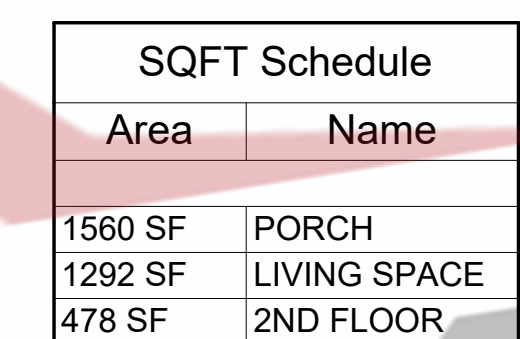 SQFT Schedule
Area Name
1560 SF PORCH
1292 SF LIVING SPACE
478 SF 2ND FLOOR